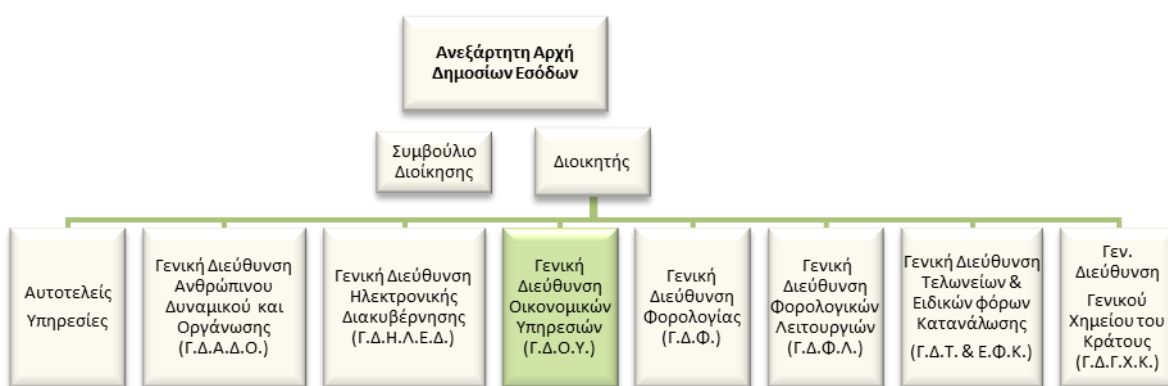 Ανεξάρτητη Αρχή
Δημοσίων Εσόδων
Συμβούλιο
Διοίκησης
Διοικητής
Αυτοτελείς
Υπηρεσίες
Γενική Διεύθυνση
Ανθρώπινου
Δυναμικού και
Οργάνωσης
(Γ.Δ.Α.Δ.Ο.)
Γενική Διεύθυνση
Ηλεκτρονικής
Διακυβέρνησης
(Γ.Δ.Η.Λ.Ε.Δ.)
Γενική
Διεύθυνση
Οικονομικών
Υπηρεσιών
(Γ.Δ.Ο.Υ.)
Γενική
Διεύθυνση
Φορολογίας
(Γ.Δ.Φ.)
Γενική
Διεύθυνση
Φορολογικών
Λειτουργιών
(Γ.Δ.Φ.Λ.)
Γενική Διεύθυνση
Τελωνείων &
Ειδικών φόρων
Κατανάλωσης
(Γ.Δ.Τ. & Ε.Φ.Κ.)
Γεν.
Διεύθυνση
Γενικού
Χημείου του
Κράτους
(Γ.Δ.Γ.Χ.Κ.)